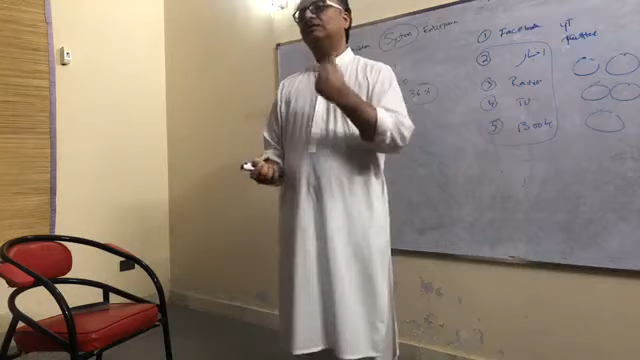 System
① Facebook YT
Twitter
② اخبار
③ Radio
④ TV
⑤ Book